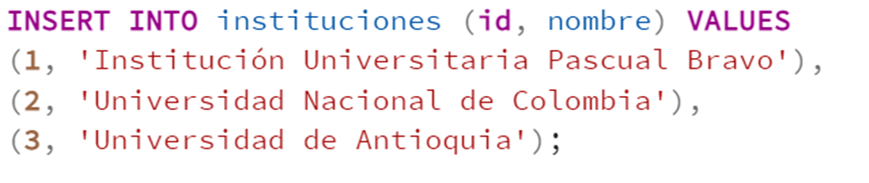 INSERT INTO instituciones (id, nombre) VALUES
(1, 'Institución Universitaria Pascual Bravo'),
(2, 'Universidad Nacional de Colombia'),
(3, 'Universidad de Antioquia');